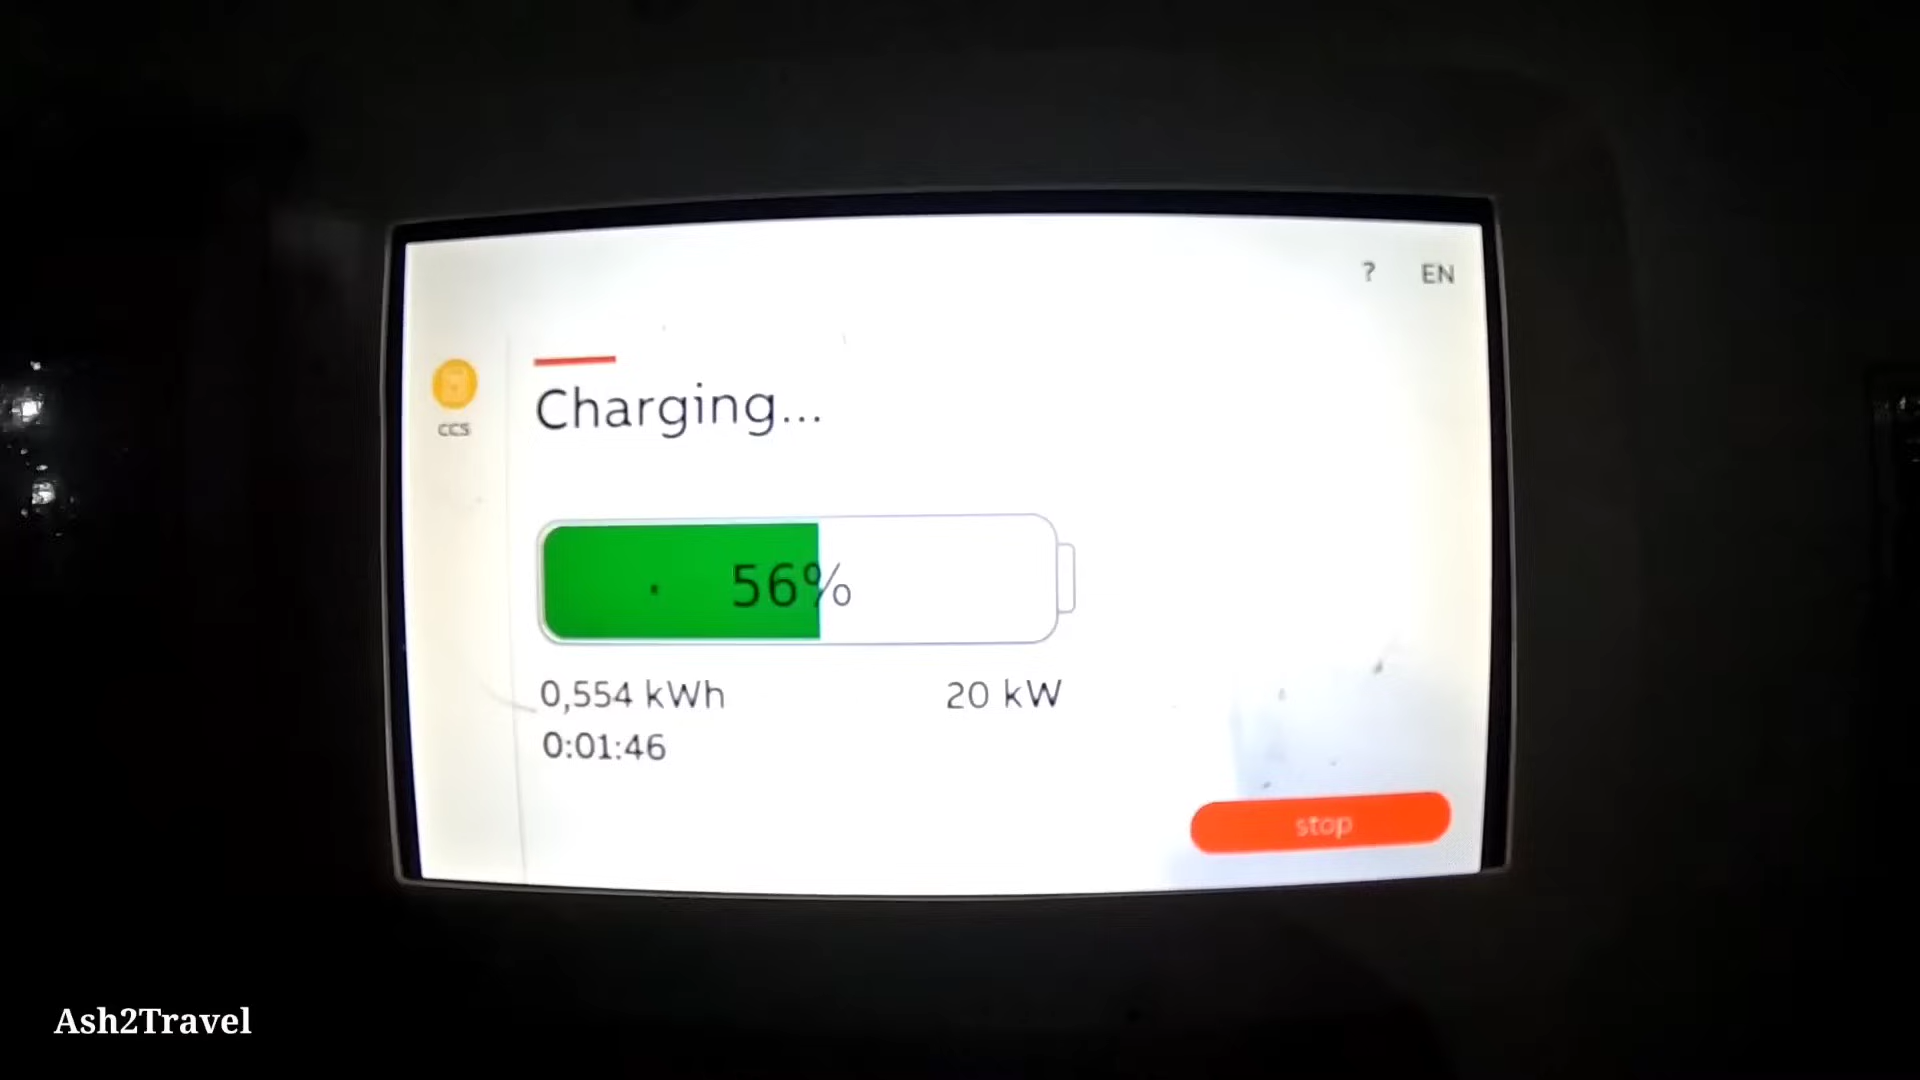 ? EN
CCS
Charging...
56%
0,554 kWh 20 kW
0:01:46
stop
Ash2Travel